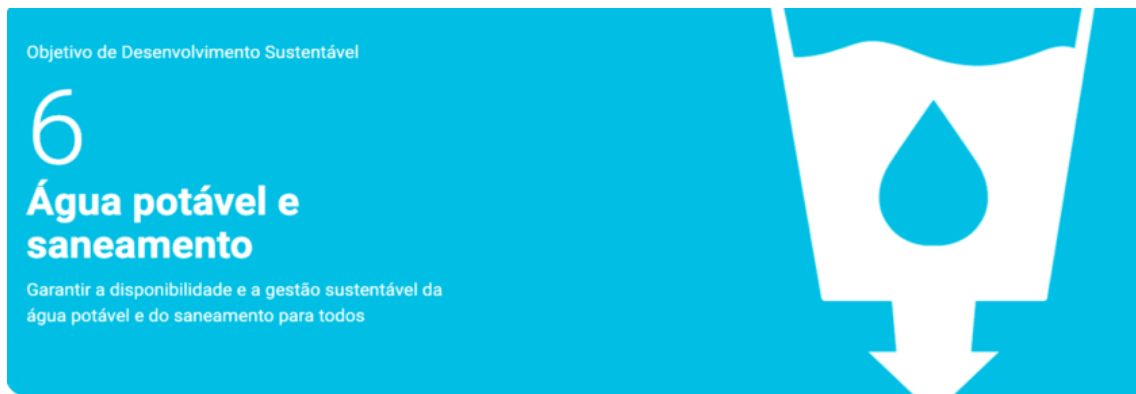 Objetivo de Desenvolvimento Sustentável
6
Água potável e
saneamento
Garantir a disponibilidade e a gestão sustentável da
água potável e do saneamento para todos